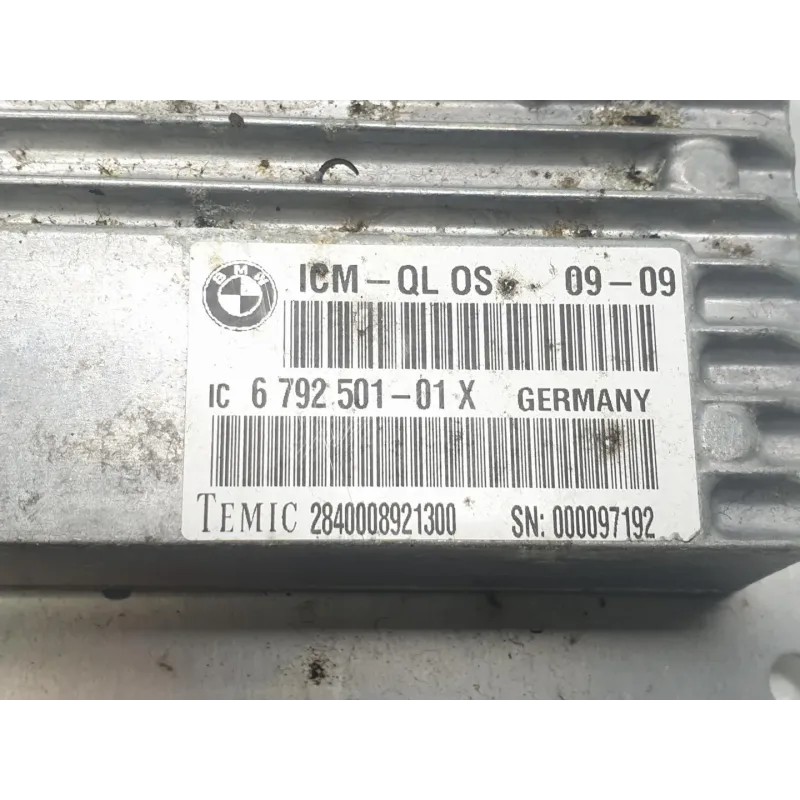 BMW
ICM-QL OS 09-09
IC 6 792 501-01 X GERMANY
TEMIC 2840008921300 SN: 000097192